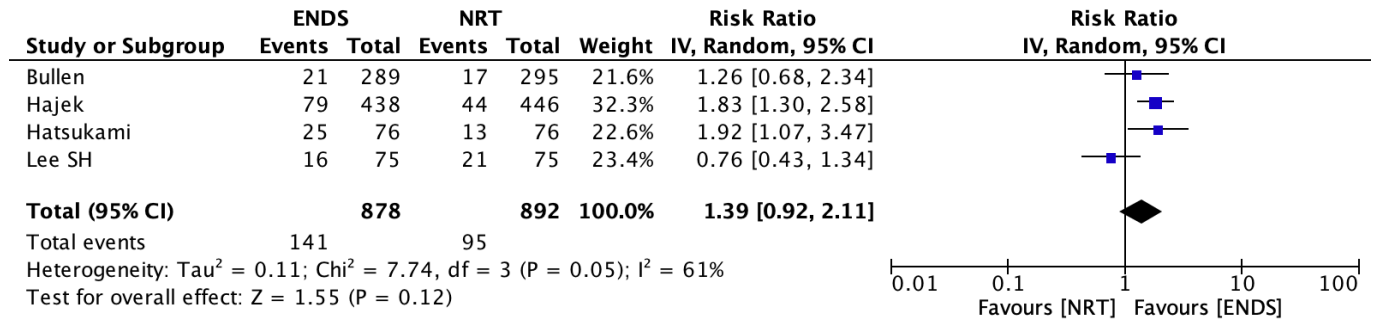 ENDS NRT Risk Ratio Risk Ratio
Study or Subgroup Events Total Events Total Weight IV, Random, 95% CI IV, Random, 95% CI
Bullen 21 289 17 295 21.6% 1.26 [0.68, 2.34]
Hajek 79 438 44 446 32.3% 1.83 [1.30, 2.58]
Hatsukami 25 76 13 76 22.6% 1.92 [1.07, 3.47]
Lee SH 16 75 21 75 23.4% 0.76 [0.43, 1.34]
Total (95% CI) 878 892 100.0% 1.39 [0.92, 2.11]
Total events 141 95
Heterogeneity: Tau² = 0.11; Chi² = 7.74, df = 3 (P = 0.05); I² = 61%
Test for overall effect: Z = 1.55 (P = 0.12)
0.01 0.1 1 10 100
Favours [NRT] Favours [ENDS]